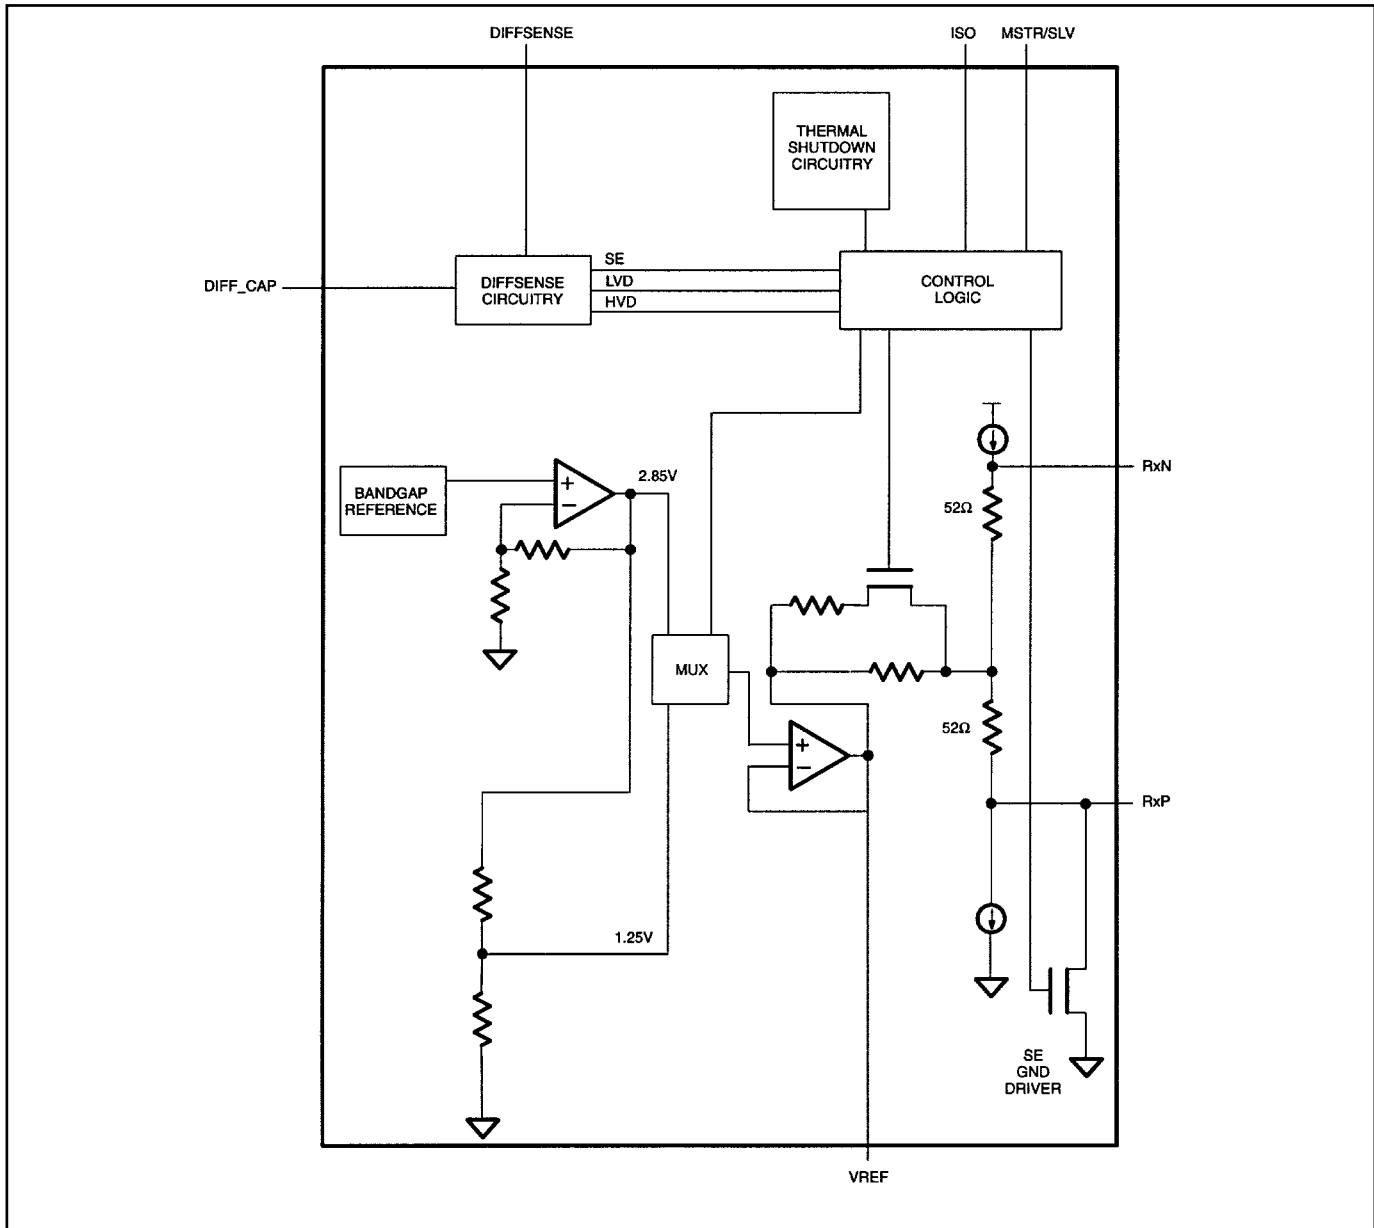 DIFFSENSE
ISO
MSTR/SLV
THERMAL
SHUTDOWN
CIRCUITRY
DIFF_CAP
DIFFSENSE
CIRCUITRY
SE
LVD
HVD
CONTROL
LOGIC
BANDGAP
REFERENCE
+
−
2.85V
52Ω
RxN
MUX
+
−
52Ω
RxP
1.25V
SE
GND
DRIVER
VREF